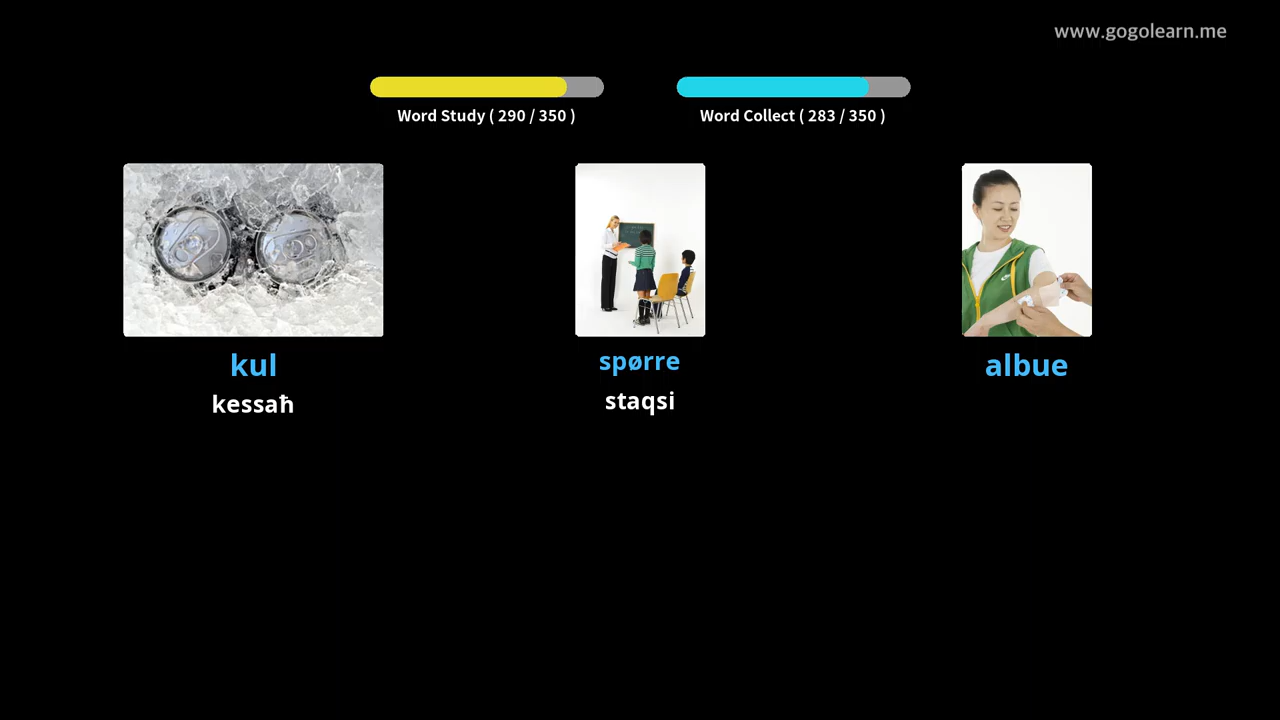 www.gogolearn.me
Word Study ( 290 / 350 )
Word Collect ( 283 / 350 )
kul
kessaħ
spørre
staqsi
albue